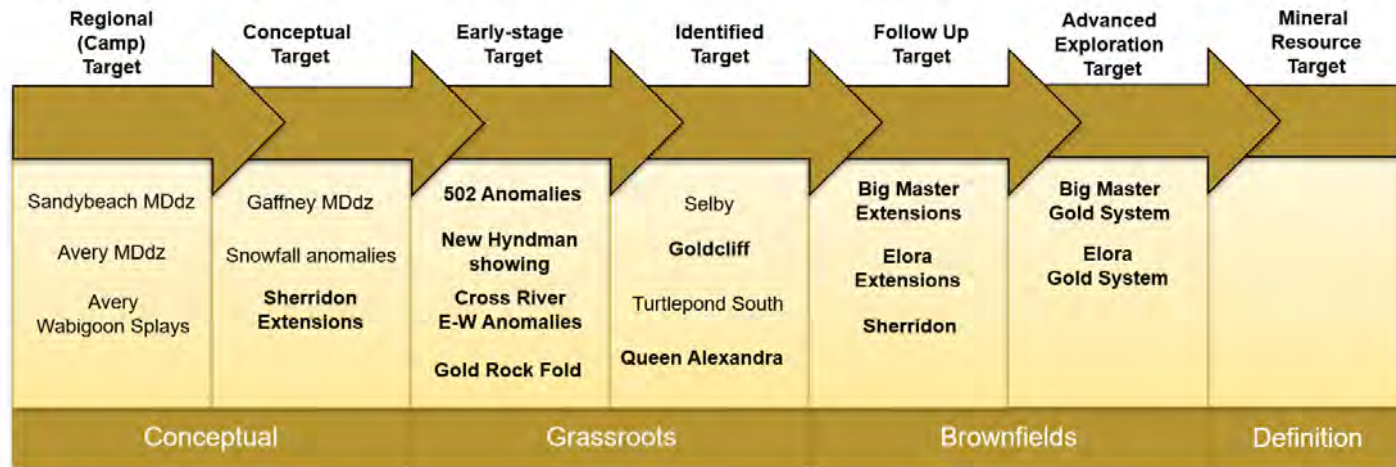 Regional
(Camp)
Target
Conceptual
Target
Early-stage
Target
Identified
Target
Follow Up
Target
Advanced
Exploration
Target
Mineral
Resource
Target
Sandybeach MDdz
Avery MDdz
Avery
Wabigoon Splays
Gaffney MDdz
Snowfall anomalies
Sherridon
Extensions
502 Anomalies
New Hyndman
showing
Cross River
E-W Anomalies
Gold Rock Fold
Selby
Goldcliff
Turtlepond South
Queen Alexandra
Big Master
Extensions
Elora
Extensions
Sherridon
Big Master
Gold System
Elora
Gold System
Conceptual
Grassroots
Brownfields
Definition